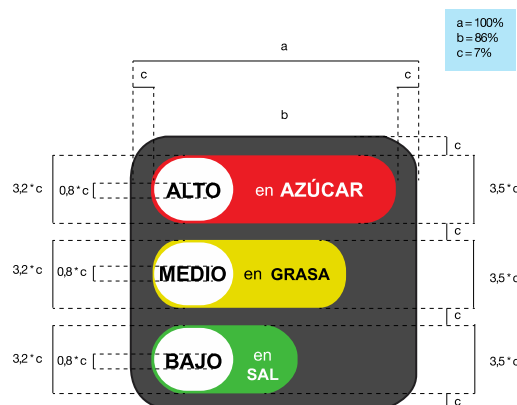 a = 100%
b = 86%
c = 7%
a
c
c
b
c
3,2*c
0,8*c
ALTO
en AZÚCAR
3,5*c
c
3,2*c
0,8*c
MEDIO
en GRASA
3,5*c
c
3,2*c
0,8*c
BAJO
en
SAL
3,5*c
c